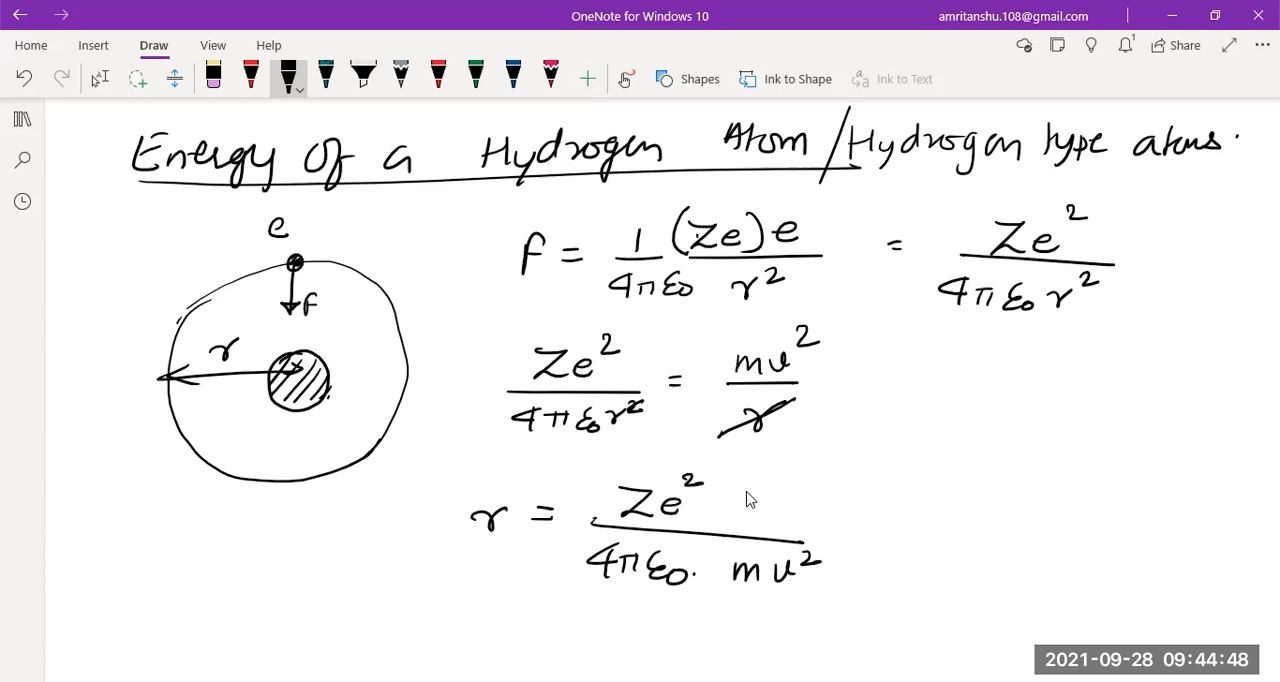 OneNote for Windows 10
amritanshu.108@gmail.com
Home Insert Draw View Help
Share
Shapes
Ink to Shape
Ink to Text
Energy Of a Hydrogen Atom / Hydrogen type atoms.
e
F
r
F = 1/4πε0 (Ze)e/r² = Ze²/4πε0r²
Ze²/4πε0r² = mv²/r
r = Ze²/4πε0. mv²
2021-09-28 09:44:48